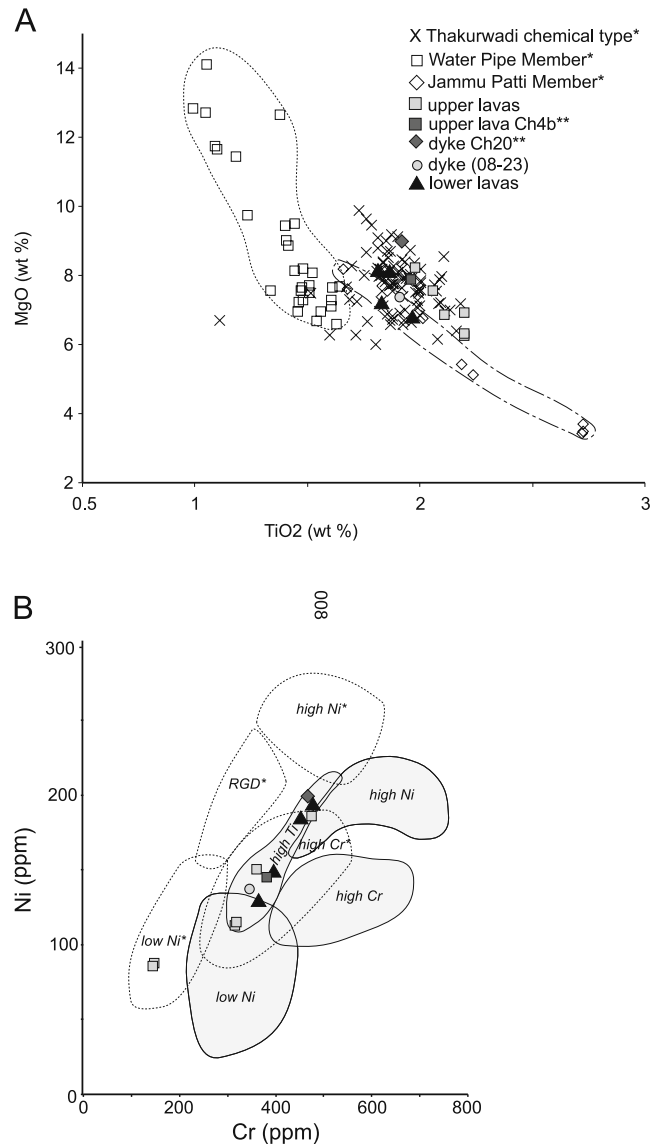 A
X Thakurwadi chemical type*
Water Pipe Member*
Jammu Patti Member*
upper lavas
upper lava Ch4b**
dyke Ch20**
dyke (08-23)
lower lavas
14
12
10
8
6
4
2
MgO (wt %)
0.5
1
2
3
TiO2 (wt %)
B
800
300
200
100
0
Ni (ppm)
high Ni*
RGD*
high Ni
high Ti
high Cr*
high Cr
low Ni*
low Ni
0
200
400
600
800
Cr (ppm)